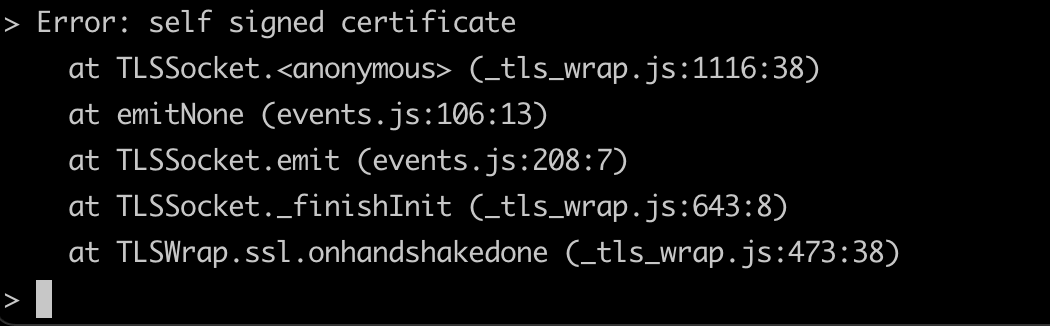 > Error: self signed certificate
    at TLSSocket.<anonymous> (_tls_wrap.js:1116:38)
    at emitNone (events.js:106:13)
    at TLSSocket.emit (events.js:208:7)
    at TLSSocket._finishInit (_tls_wrap.js:643:8)
    at TLSWrap.ssl.onhandshakedone (_tls_wrap.js:473:38)
>